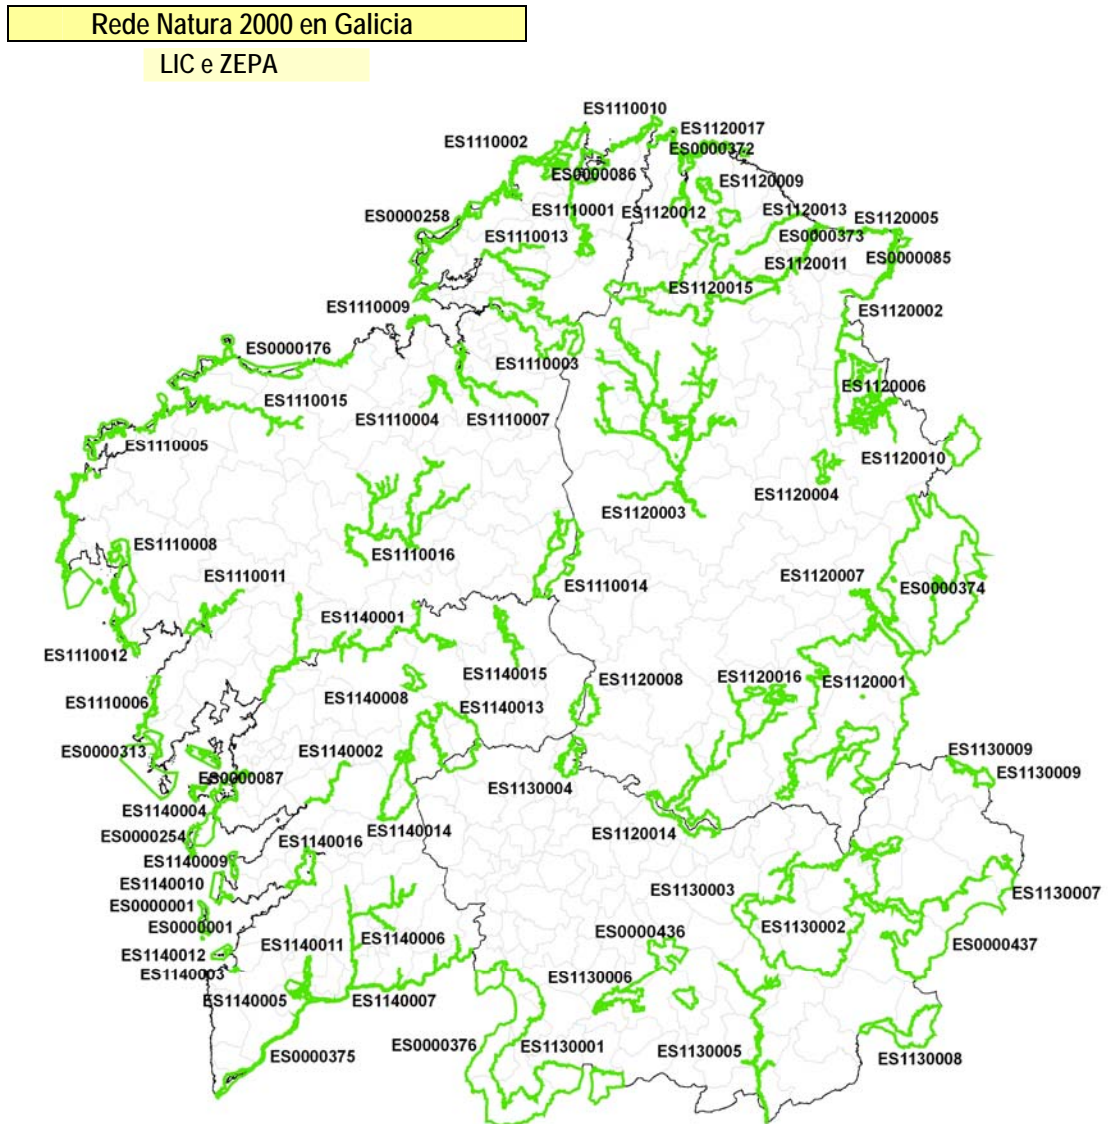 Rede Natura 2000 en Galicia
LIC e ZEPA
ES1110010
ES1120017
ES1110002
ES0000372
ES0000086
ES1120009
ES0000258
ES1110001
ES1120012
ES1120013
ES1120005
ES1110013
ES0000373
ES0000085
ES1120011
ES1120015
ES1110009
ES1120002
ES0000176
ES1110003
ES1120006
ES1110015
ES1110004
ES1110007
ES1110005
ES1120010
ES1120004
ES1120003
ES1110008
ES1110016
ES1110011
ES1120007
ES1110014
ES0000374
ES1140001
ES1110012
ES1140015
ES1120008
ES1120016
ES1120001
ES1140008
ES1110006
ES1140013
ES0000313
ES1140002
ES1130009
ES0000087
ES1130009
ES1130004
ES1140004
ES1140014
ES1120014
ES0000254
ES1140016
ES1140009
ES1140010
ES1130003
ES1130007
ES0000001
ES0000001
ES1130002
ES0000436
ES1140011
ES1140006
ES0000437
ES1140012
ES1140003
ES1130006
ES1140005
ES1140007
ES0000376
ES1130001
ES1130005
ES0000375
ES1130008